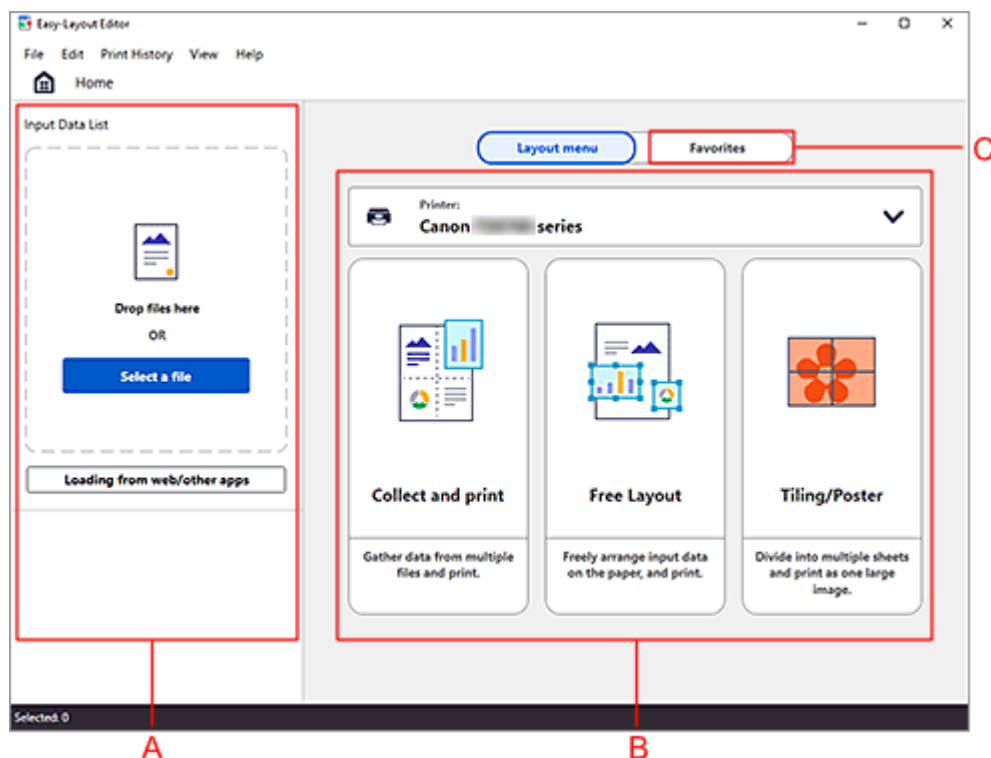 Easy-Layout Editor
File Edit Print History View Help
Home
Input Data List
Drop files here
OR
Select a file
Loading from web/other apps
Layout menu
Favorites
C
Printer:
Canon series
Collect and print
Gather data from multiple
files and print.
Free Layout
Freely arrange input data
on the paper, and print.
Tiling/Poster
Divide into multiple sheets
and print as one large
image.
Selected: 0
A
B